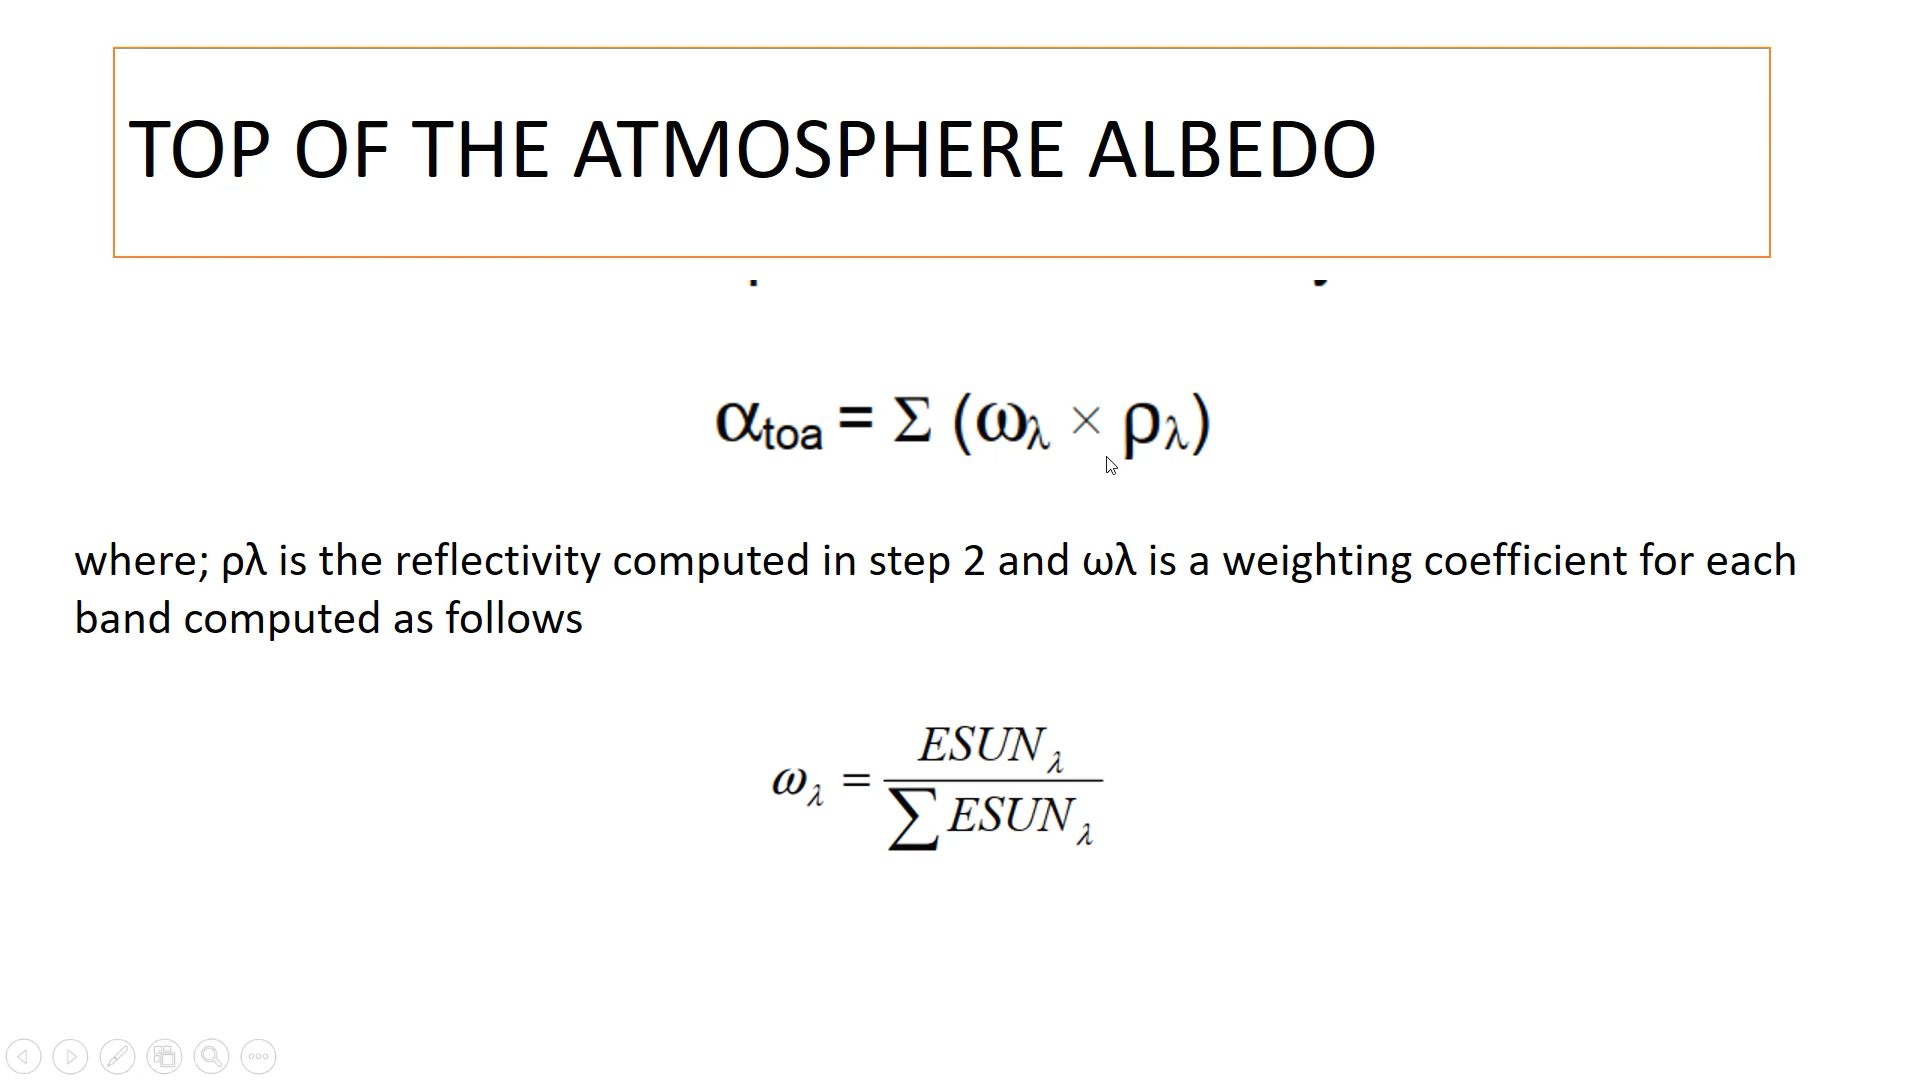 TOP OF THE ATMOSPHERE ALBEDO
αtoa = Σ (ωλ × ρλ)
where; ρλ is the reflectivity computed in step 2 and ωλ is a weighting coefficient for each
band computed as follows
ωλ = ESUNλ / ∑ ESUNλ